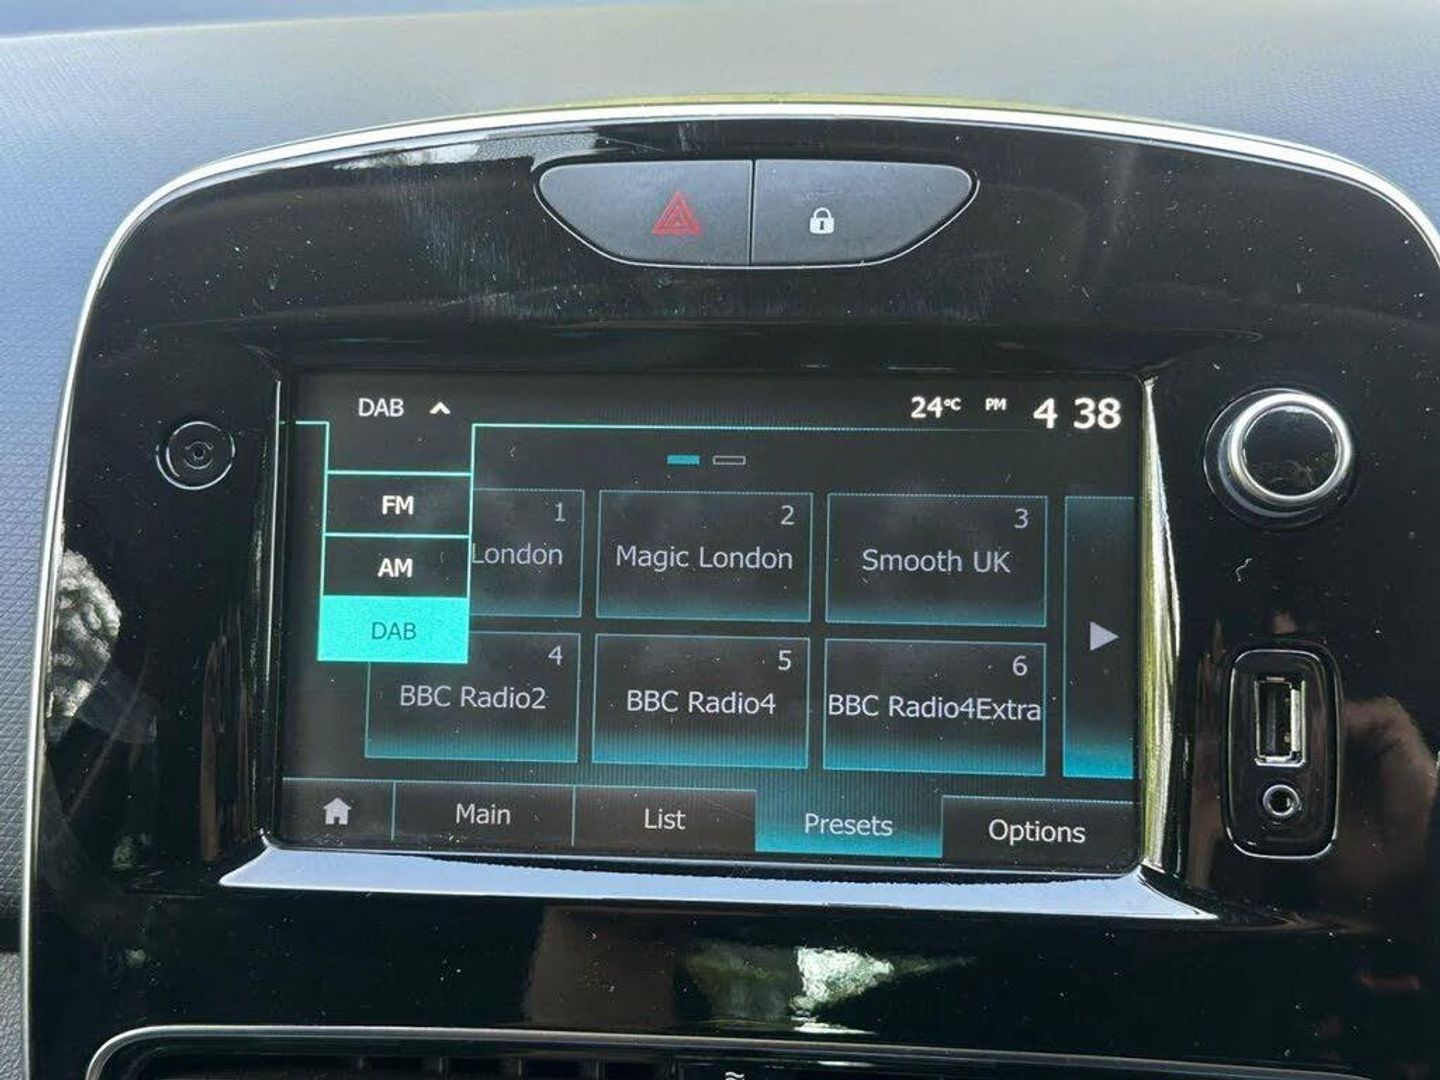 DAB 24°C PM 4 38
FM
AM
DAB
1
London
2
Magic London
3
Smooth UK
4
BBC Radio2
5
BBC Radio4
6
BBC Radio4Extra
Main List Presets Options